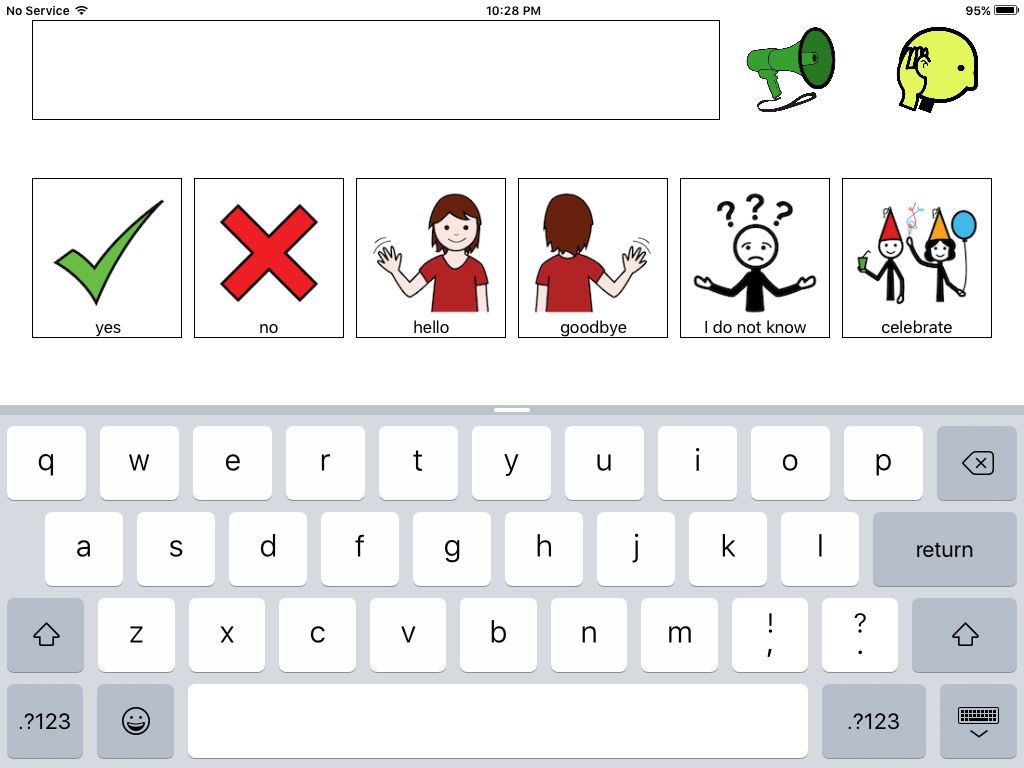 No Service 10:28 PM 95%
yes no hello goodbye I do not know celebrate
q w e r t y u i o p
a s d f g h j k l return
z x c v b n m ! , ? .
.?123 .?123